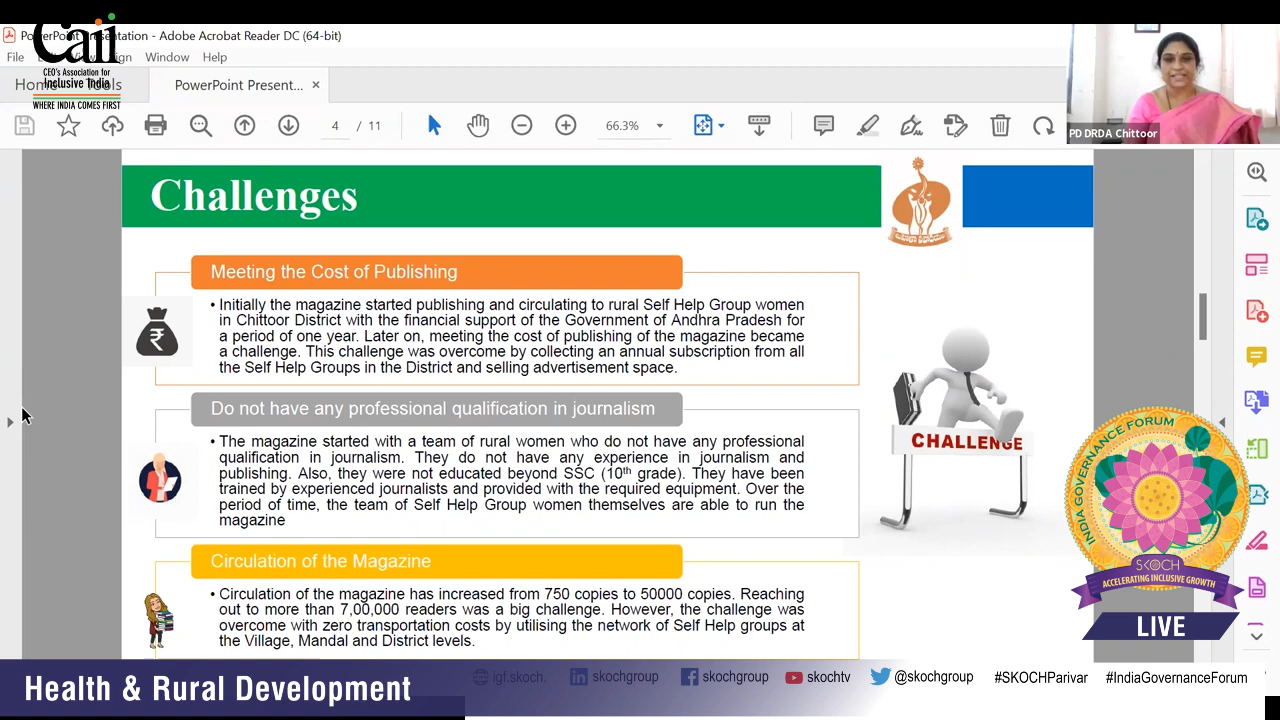 PowerPoint Presentation - Adobe Acrobat Reader DC (64-bit)
File Edit View Sign Window Help
Caii
CEO's Association for
Inclusive India
WHERE INDIA COMES FIRST
Home Tools PowerPoint Present... ×
4 / 11 66.3%
PD DRDA Chittoor
Challenges
Meeting the Cost of Publishing
• Initially the magazine started publishing and circulating to rural Self Help Group women
in Chittoor District with the financial support of the Government of Andhra Pradesh for
a period of one year. Later on, meeting the cost of publishing of the magazine became
a challenge. This challenge was overcome by collecting an annual subscription from all
the Self Help Groups in the District and selling advertisement space.
Do not have any professional qualification in journalism
• The magazine started with a team of rural women who do not have any professional
qualification in journalism. They do not have any experience in journalism and
publishing. Also, they were not educated beyond SSC (10th grade). They have been
trained by experienced journalists and provided with the required equipment. Over the
period of time, the team of Self Help Group women themselves are able to run the
magazine
Circulation of the Magazine
• Circulation of the magazine has increased from 750 copies to 50000 copies. Reaching
out to more than 7,00,000 readers was a big challenge. However, the challenge was
overcome with zero transportation costs by utilising the network of Self Help groups at
the Village, Mandal and District levels.
CHALLENGE
INDIA GOVERNANCE FORUM
SKOCH
ACCELERATING INCLUSIVE GROWTH
LIVE
Health & Rural Development
igf.skoch. skochgroup skochgroup skochtv @skochgroup #SKOCHParivar #IndiaGovernanceForum